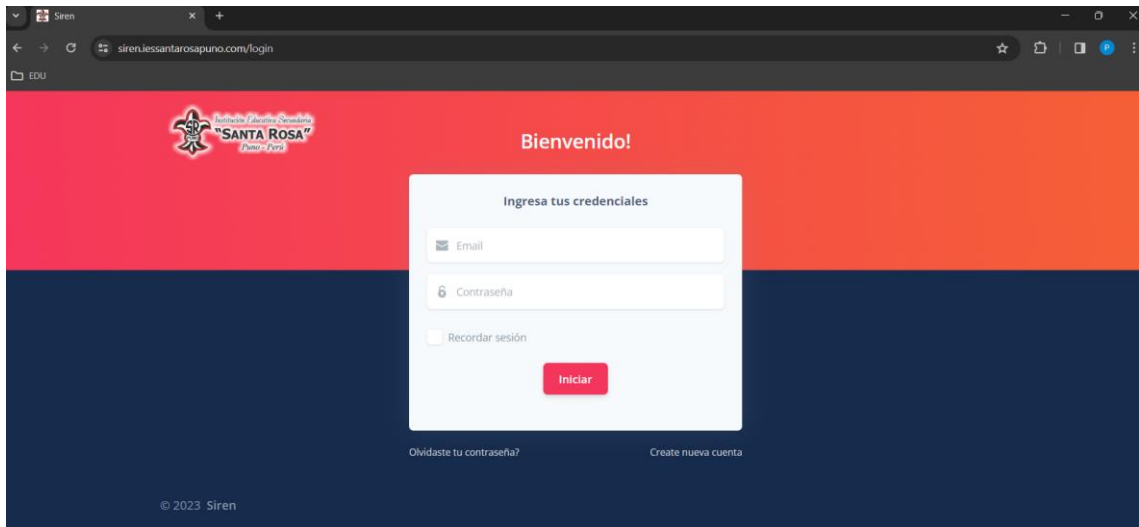 Siren
siren.iessantarosapuno.com/login
P
EDU
SR
Institución Educativa Secundaria
"SANTA ROSA"
Puno - Perú
Bienvenido!
Ingresa tus credenciales
Email
Contraseña
Recordar sesión
Iniciar
Olvidaste tu contraseña?
Create nueva cuenta
© 2023 Siren